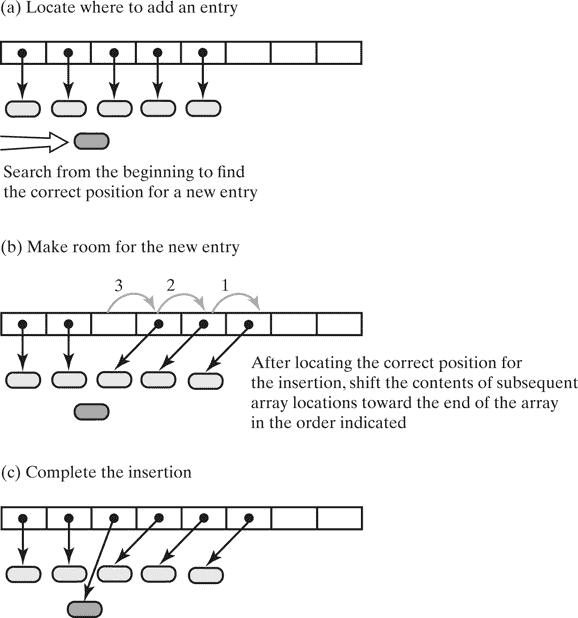 (a) Locate where to add an entry
Search from the beginning to find
the correct position for a new entry
(b) Make room for the new entry
3 2 1
After locating the correct position for
the insertion, shift the contents of subsequent
array locations toward the end of the array
in the order indicated
(c) Complete the insertion